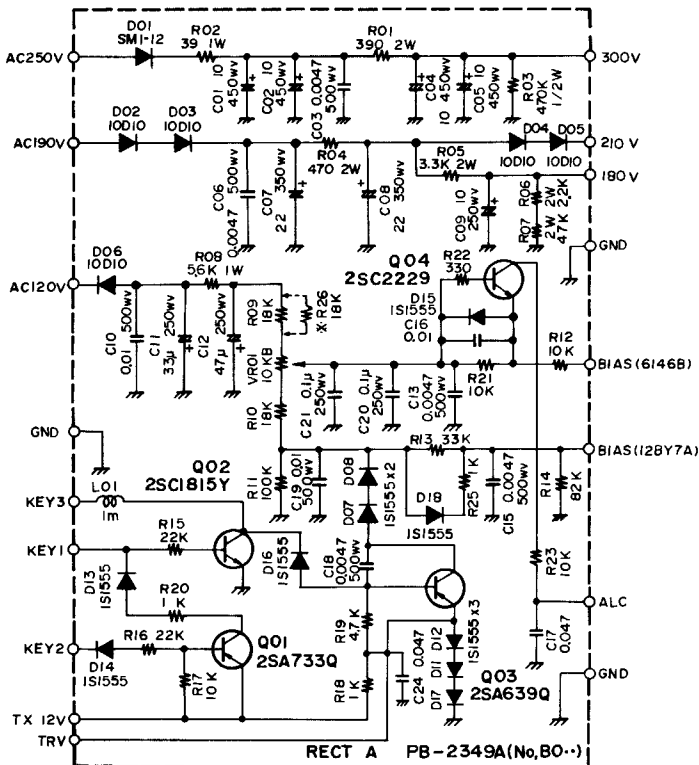 D01
SM1-12
R02
39 1W
R01
390 2W
AC250V
300V
C01 10
450wv
C02 10
450wv
C03 0.0047
500wv
C04 10
450wv
C05 10
450wv
R03
470K
1/2W
D02
10D10
D03
10D10
AC190V
R04
470 2W
D04
10D10
D05
10D10
210V
R05
3.3K 2W
180V
C06
0.0047
500wv
C07
22
350wv
C08
22
350wv
C09 10
250wv
R06
2W
2.2K
R07
2W
47K
GND
D06
10D10
R08
5.6K 1W
Q04
2SC2229
R22
330
AC120V
R09
18K
※R26
18K
D15
1S1555
C16
0.01
C10
0.01
500wv
C11
33μ
250wv
C12
47μ
250wv
VR01
10KB
R12
10K
BIAS(6146B)
R21
10K
R10
18K
C21 0.1μ
250wv
C20 0.1μ
250wv
C13
0.0047
500wv
GND
R13 33K
BIAS(12BY7A)
Q02
2SC1815Y
L01
1m
KEY3
R11
100K
C19 0.01
500wv
D08
D07
1S1555×2
D18
1S1555
R25
1K
C15 0.0047
500wv
R14
82K
R15
22K
KEY1
D16
1S1555
C18
0.0047
500wv
D13
1S1555
R20
1K
R23
10K
Q01
2SA733Q
R16 22K
KEY2
D14
1S1555
R17
10K
R19
4.7K
R18
1K
C24 0.047
D12
D11
D17
1S1555×3
Q03
2SA639Q
ALC
C17
0.047
GND
TX 12V
TRV
RECT A PB-2349A(No,B0··)